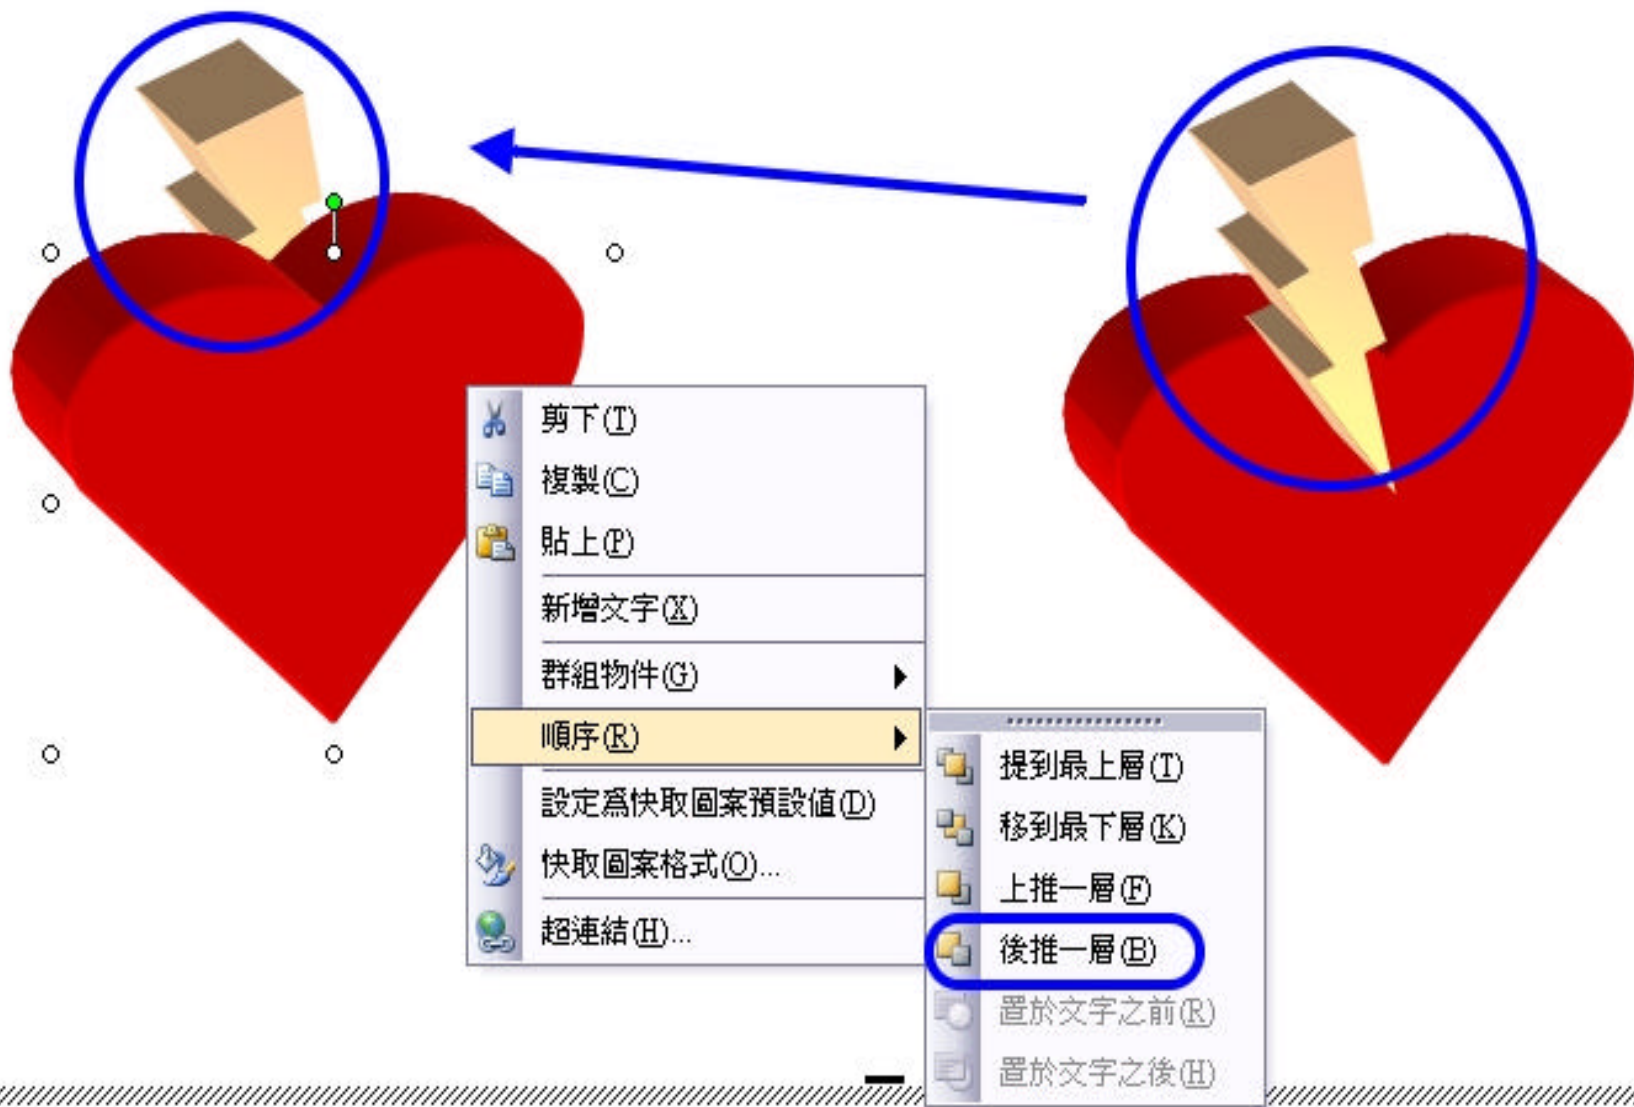 剪下(T)
複製(C)
貼上(P)
新增文字(X)
群組物件(G)
順序(R)
設定為快取圖案預設值(D)
快取圖案格式(O)...
超連結(H)...
提到最上層(T)
移到最下層(K)
上推一層(F)
後推一層(B)
置於文字之前(R)
置於文字之後(H)